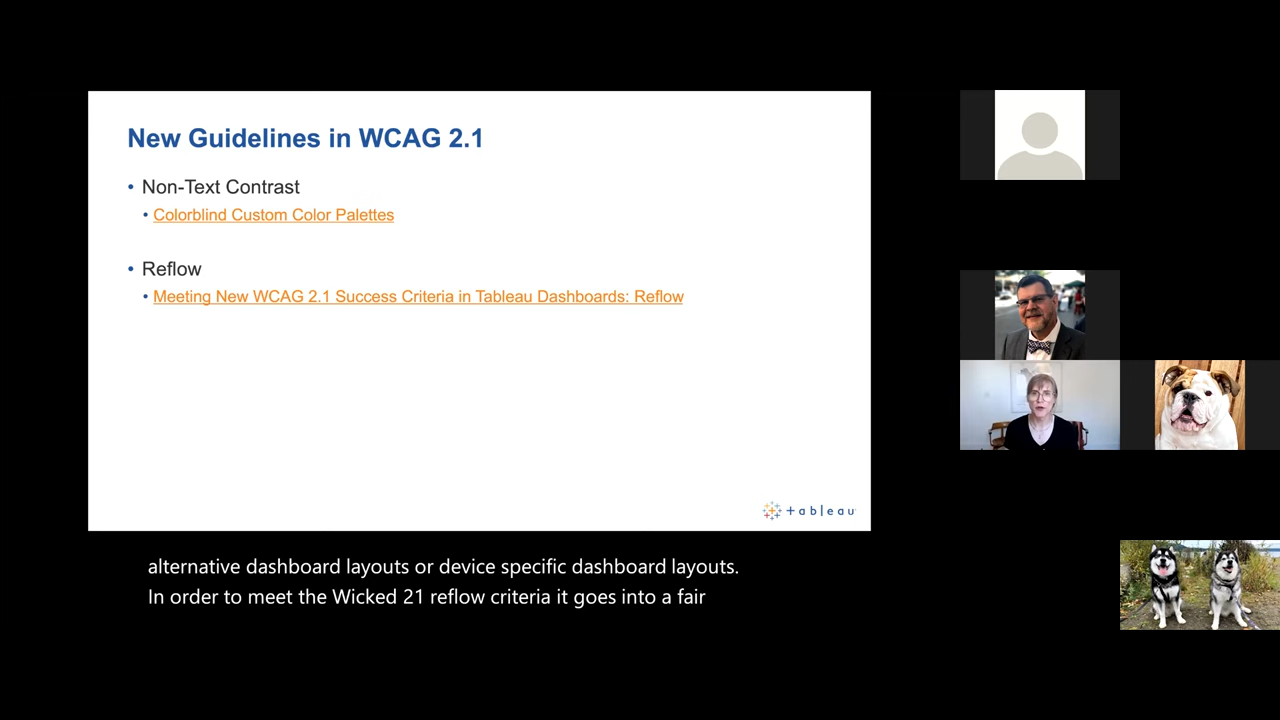 New Guidelines in WCAG 2.1
• Non-Text Contrast
• Colorblind Custom Color Palettes
• Reflow
• Meeting New WCAG 2.1 Success Criteria in Tableau Dashboards: Reflow
+ableau
alternative dashboard layouts or device specific dashboard layouts.
In order to meet the Wicked 21 reflow criteria it goes into a fair